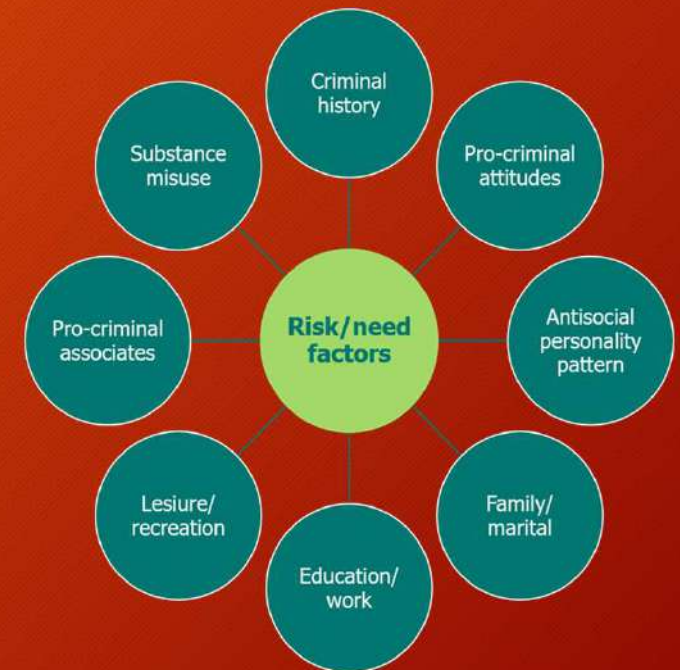 Criminal
history
Pro-criminal
attitudes
Antisocial
personality
pattern
Family/
marital
Education/
work
Lesiure/
recreation
Pro-criminal
associates
Substance
misuse
Risk/need
factors